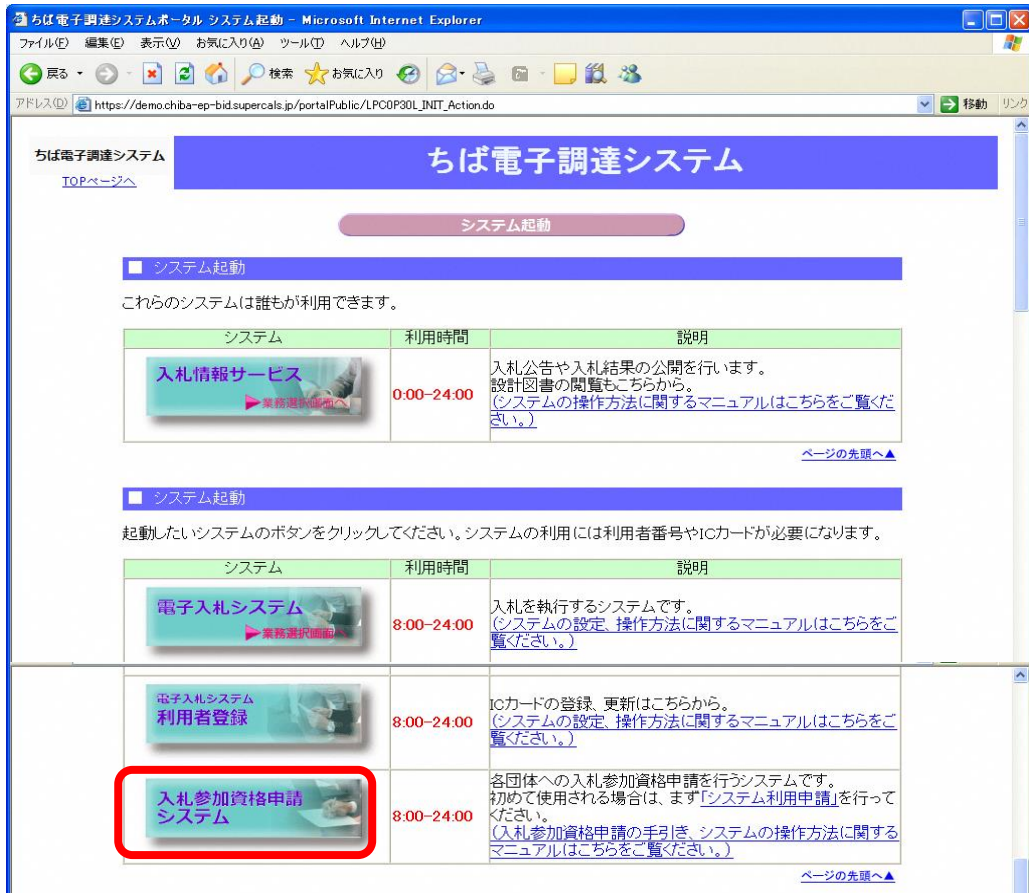 ちば電子調達システムポータル システム起動 - Microsoft Internet Explorer
ファイル(F) 編集(E) 表示(V) お気に入り(A) ツール(T) ヘルプ(H)
戻る 検索 お気に入り
アドレス(D) https://demo.chiba-ep-bid.supercals.jp/portalPublic/LPC0P30L_INIT_Action.do 移動 リンク
ちば電子調達システム
TOPページへ
ちば電子調達システム
システム起動
■ システム起動
これらのシステムは誰もが利用できます。
システム 利用時間 説明
入札情報サービス
▶業務選択画面へ
0:00-24:00
入札公告や入札結果の公開を行います。
設計図書の閲覧もこちらから。
(システムの操作方法に関するマニュアルはこちらをご覧くだ
さい。)
ページの先頭へ▲
■ システム起動
起動したいシステムのボタンをクリックしてください。システムの利用には利用者番号やICカードが必要になります。
システム 利用時間 説明
電子入札システム
▶業務選択画面へ
8:00-24:00
入札を執行するシステムです。
(システムの設定、操作方法に関するマニュアルはこちらをご
覧ください。)
電子入札システム
利用者登録
8:00-24:00
ICカードの登録、更新はこちらから。
(システムの設定、操作方法に関するマニュアルはこちらをご
覧ください。)
入札参加資格申請
システム
8:00-24:00
各団体への入札参加資格申請を行うシステムです。
初めて使用される場合は、まず「システム利用申請」を行って
ください。
(入札参加資格申請の手引き、システムの操作方法に関する
マニュアルはこちらをご覧ください。)
ページの先頭へ▲